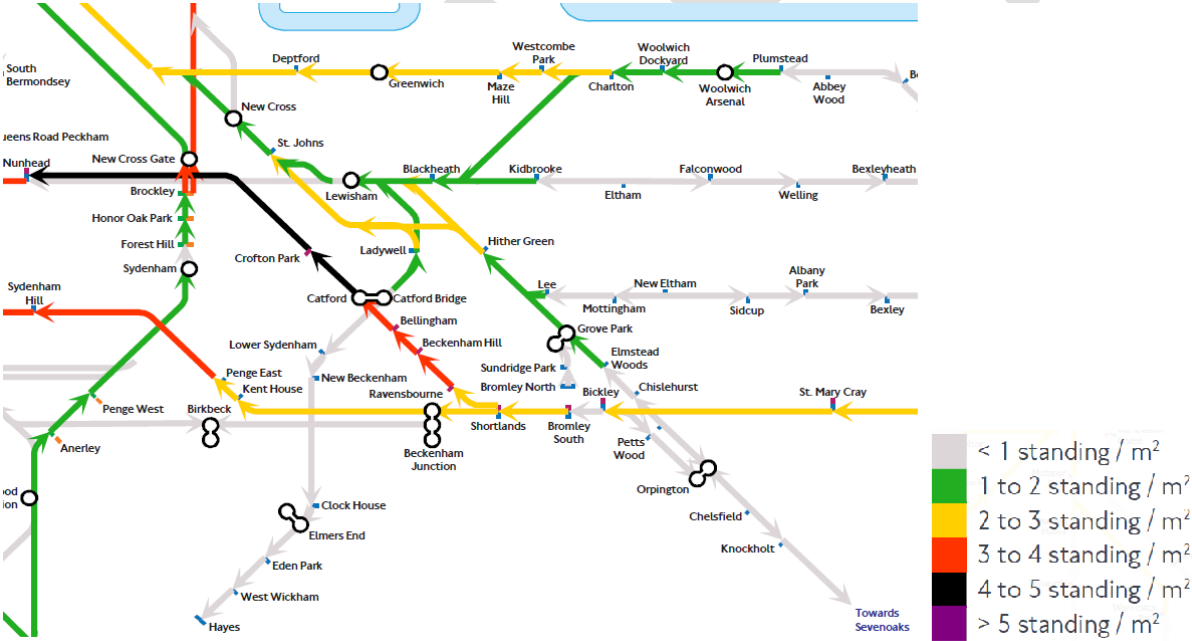 South
Bermondsey
Deptford
Greenwich
Westcombe
Park
Maze
Hill
Woolwich
Dockyard
Charlton
Plumstead
Woolwich
Arsenal
Abbey
Wood
New Cross
ueens Road Peckham
Nunhead
New Cross Gate
St. Johns
Brockley
Lewisham
Blackheath
Kidbrooke
Eltham
Falconwood
Welling
Bexleyheath
Honor Oak Park
Forest Hill
Sydenham
Crofton Park
Ladywell
Hither Green
Sydenham
Hill
Catford
Catford Bridge
Lee
Mottingham
New Eltham
Sidcup
Albany
Park
Bexley
Bellingham
Beckenham Hill
Lower Sydenham
Grove Park
Elmstead
Woods
Sundridge Park
Bromley North
Penge East
Kent House
New Beckenham
Ravensbourne
Chislehurst
Bickley
St. Mary Cray
Penge West
Birkbeck
Shortlands
Bromley
South
Anerley
Beckenham
Junction
Petts
Wood
Orpington
od
ion
Clock House
Elmers End
Chelsfield
Knockholt
Eden Park
West Wickham
Hayes
Towards
Sevenoaks
< 1 standing / m²
1 to 2 standing / m²
2 to 3 standing / m²
3 to 4 standing / m²
4 to 5 standing / m²
> 5 standing / m²